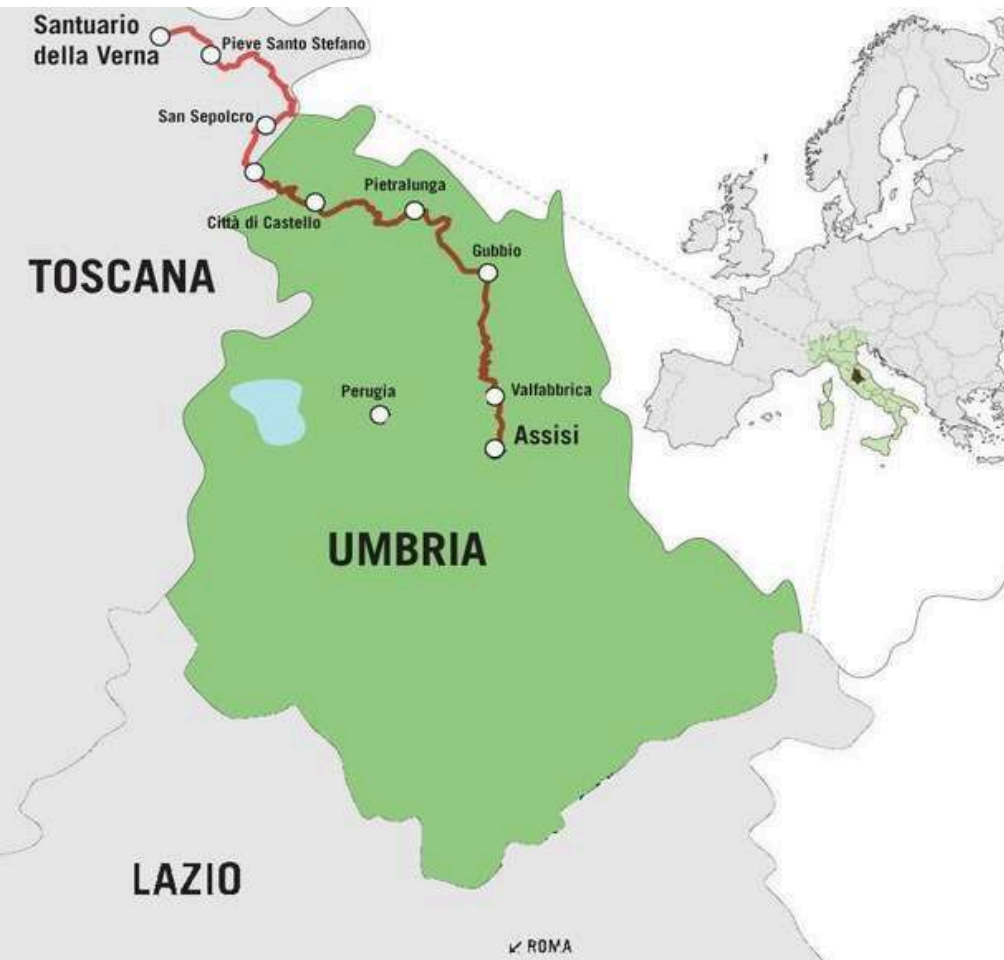 Santuario
della Verna
Pieve Santo Stefano
San Sepolcro
Pietralunga
Città di Castello
Gubbio
TOSCANA
Perugia
Valfabbrica
Assisi
UMBRIA
LAZIO
↙ ROMA